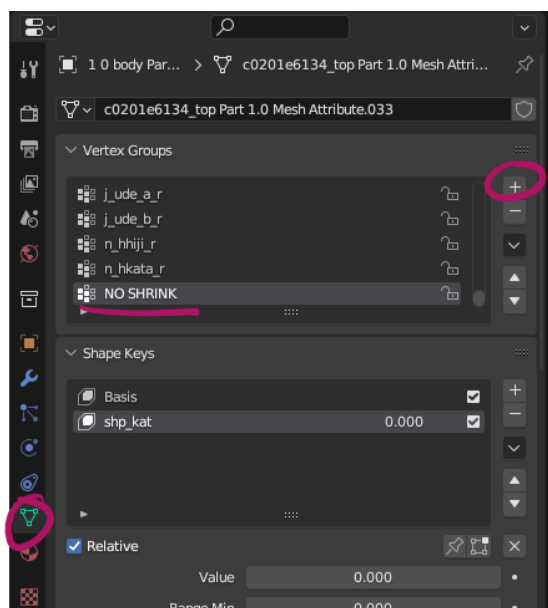 1 0 body Par... > c0201e6134_top Part 1.0 Mesh Attri...
c0201e6134_top Part 1.0 Mesh Attribute.033
Vertex Groups
j_ude_a_r
j_ude_b_r
n_hhiji_r
n_hkata_r
NO SHRINK
Shape Keys
Basis
shp_kat 0.000
Relative
Value 0.000
Range Min 0.000